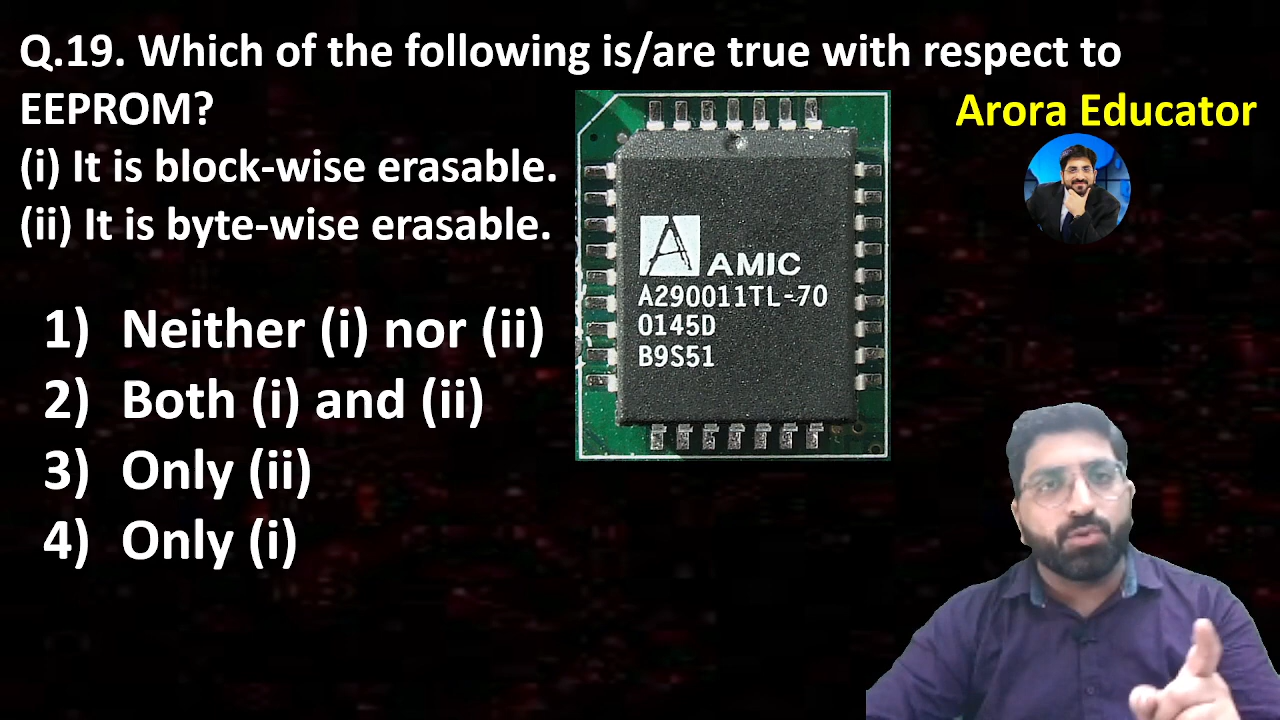 Q.19. Which of the following is/are true with respect to
EEPROM?
Arora Educator
(i) It is block-wise erasable.
(ii) It is byte-wise erasable.
A AMIC
A290011TL-70
0145D
B9S51
1) Neither (i) nor (ii)
2) Both (i) and (ii)
3) Only (ii)
4) Only (i)